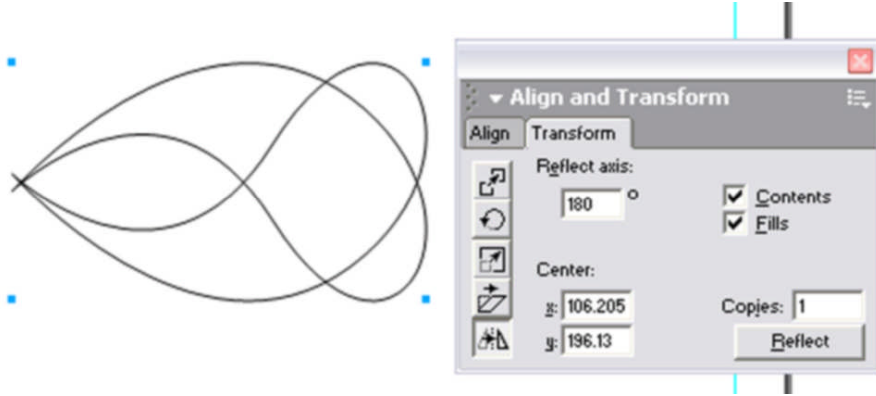 Align and Transform
Align Transform
Reflect axis:
180 °
Contents
Fills
Center:
x: 106.205
y: 196.13
Copies: 1
Reflect